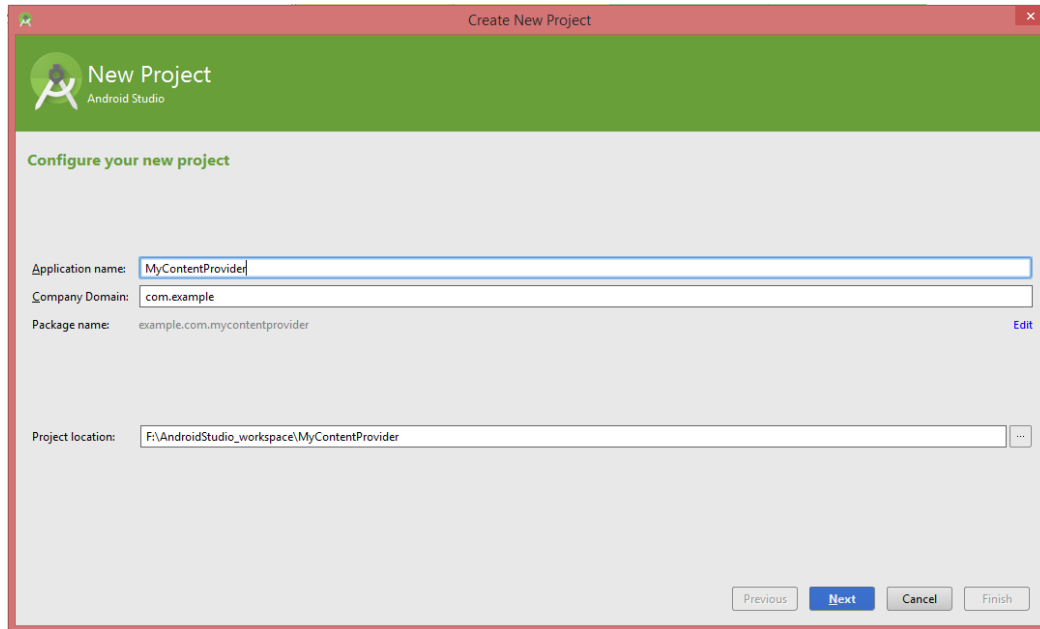 Create New Project
New Project
Android Studio
Configure your new project
Application name: MyContentProvider
Company Domain: com.example
Package name: example.com.mycontentprovider Edit
Project location: F:\AndroidStudio_workspace\MyContentProvider ...
Previous Next Cancel Finish